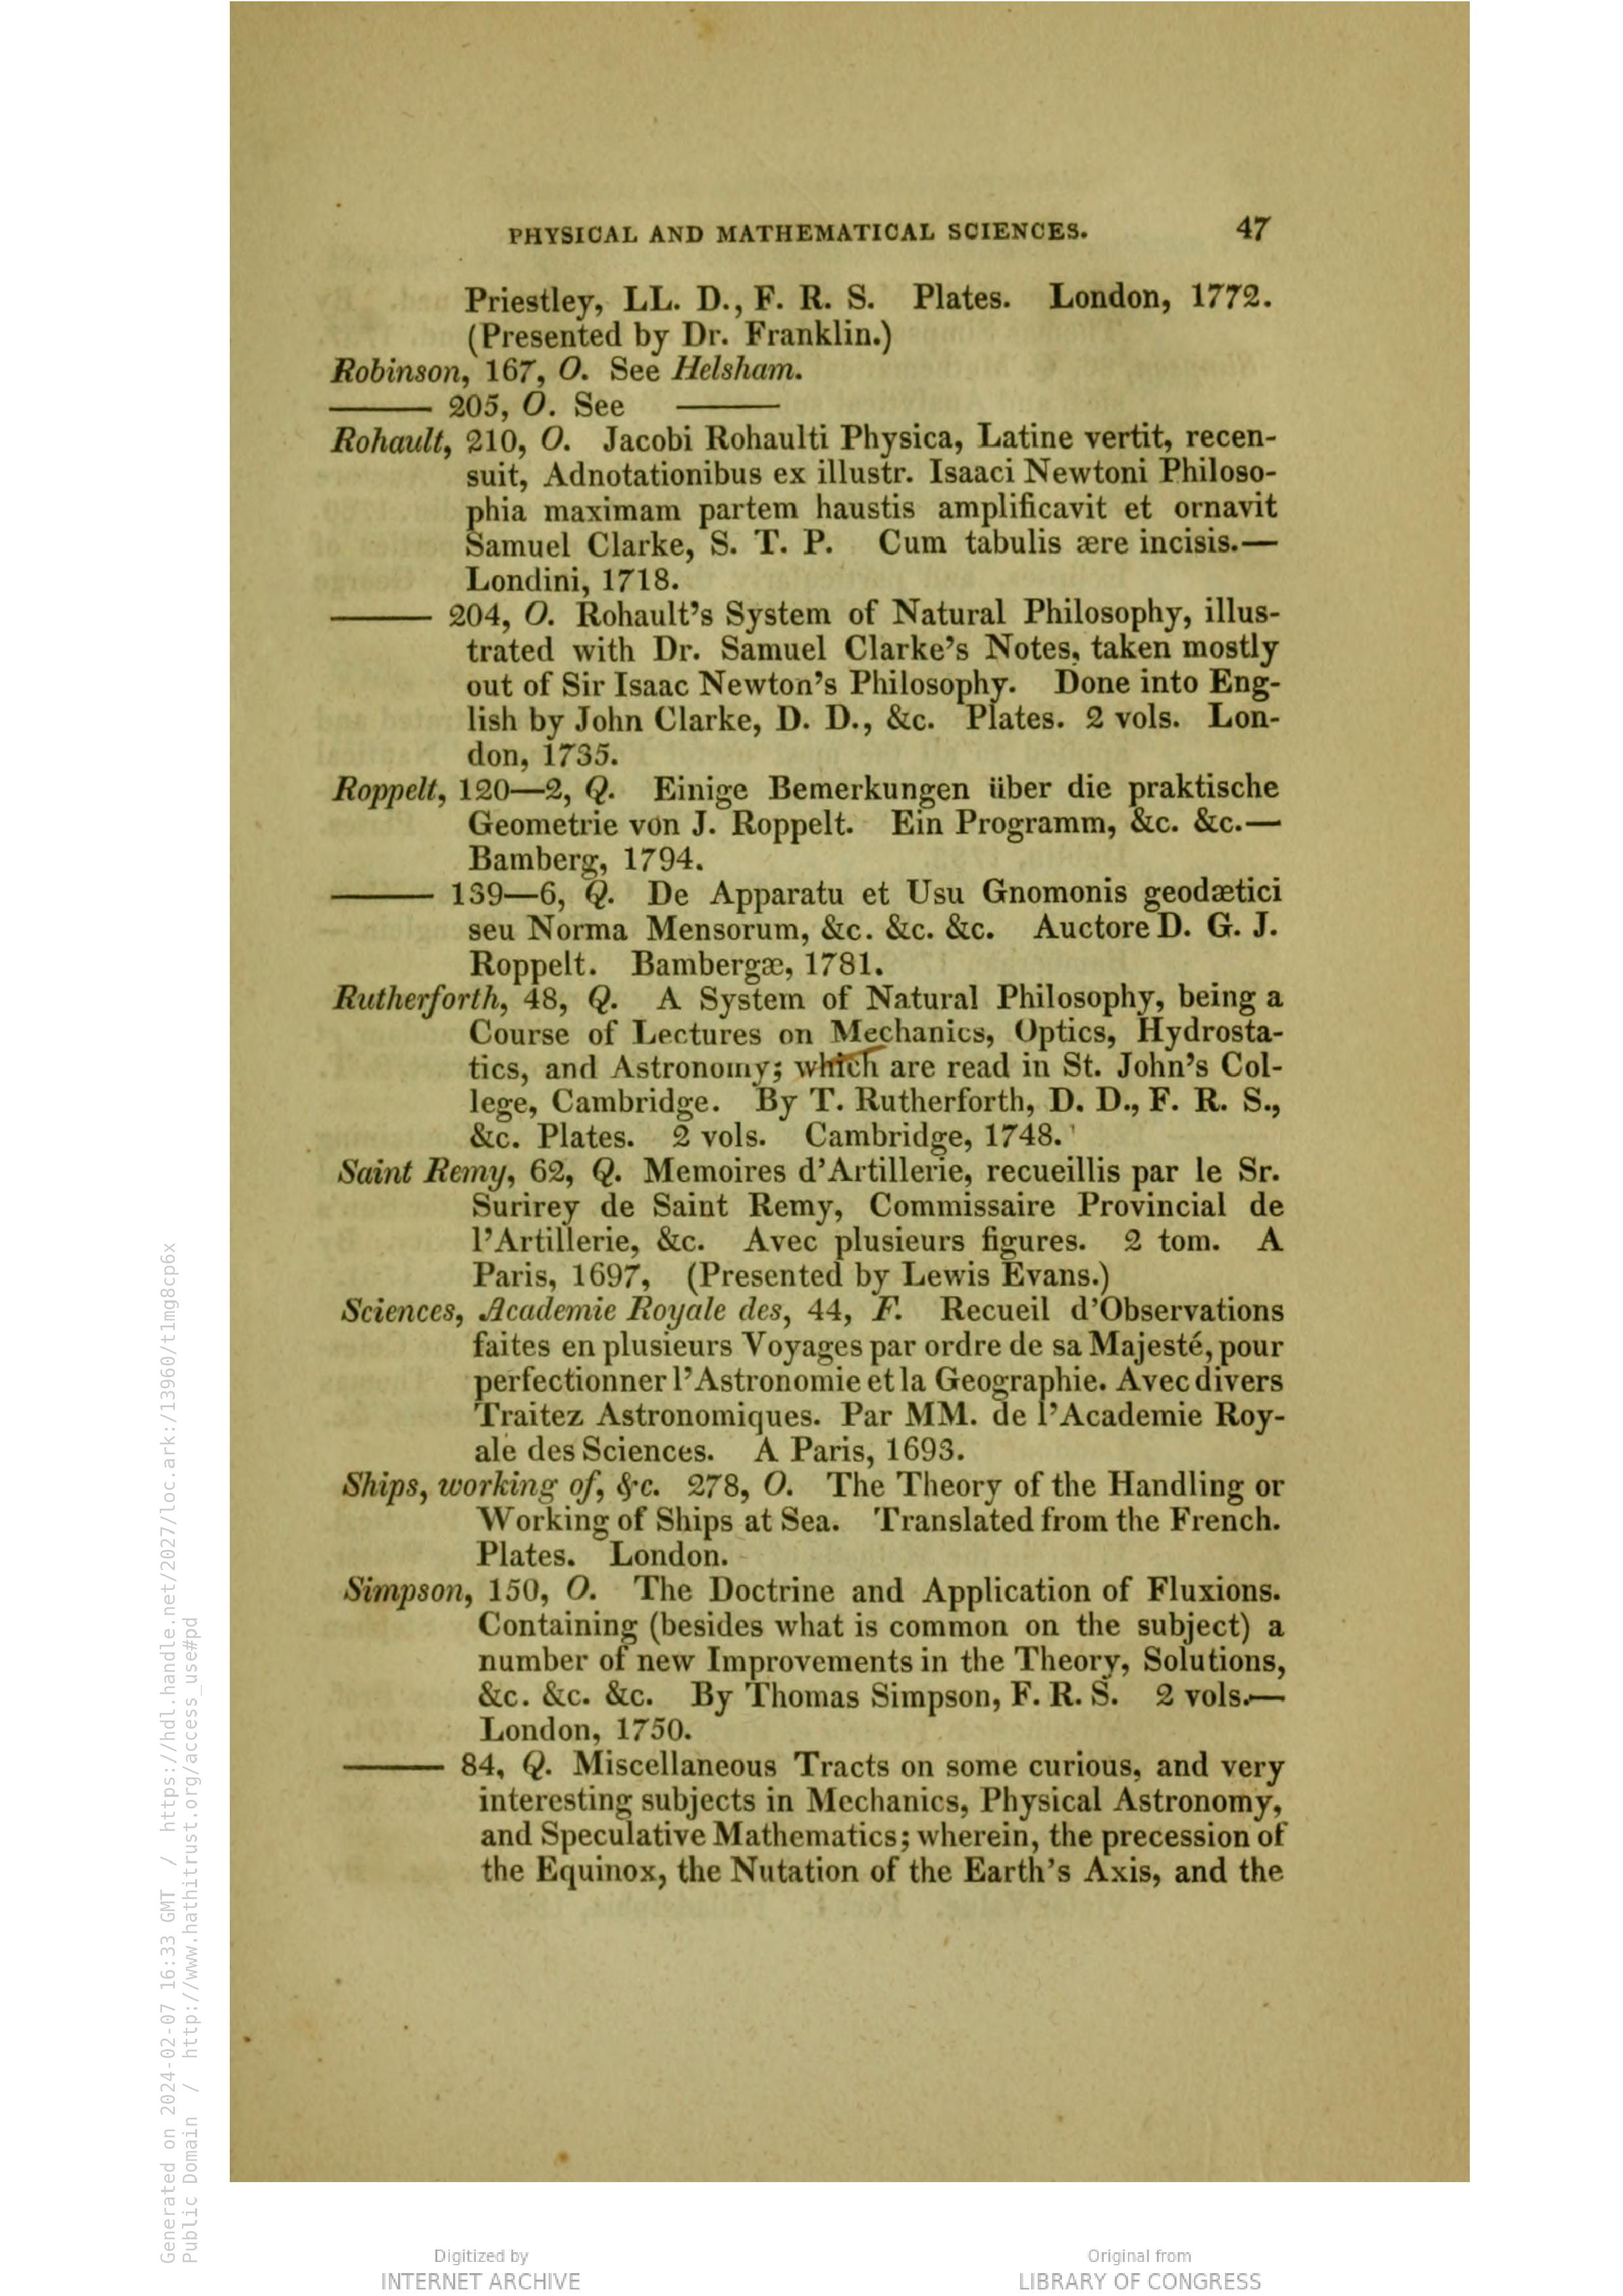 PHYSICAL AND MATHEMATICAL SCIENCES. 47
Priestley, LL. D., F. R. S. Plates. London, 1772.
(Presented by Dr. Franklin.)
Robinson, 167, O. See Helsham.
——— 205, O. See ———
Rohault, 210, O. Jacobi Rohaulti Physica, Latine vertit, recen-
suit, Adnotationibus ex illustr. Isaaci Newtoni Philoso-
phia maximam partem haustis amplificavit et ornavit
Samuel Clarke, S. T. P. Cum tabulis ære incisis.—
Londini, 1718.
——— 204, O. Rohault's System of Natural Philosophy, illus-
trated with Dr. Samuel Clarke's Notes, taken mostly
out of Sir Isaac Newton's Philosophy. Done into Eng-
lish by John Clarke, D. D., &c. Plates. 2 vols. Lon-
don, 1735.
Roppelt, 120—2, Q. Einige Bemerkungen über die praktische
Geometrie von J. Roppelt. Ein Programm, &c. &c.—
Bamberg, 1794.
——— 139—6, Q. De Apparatu et Usu Gnomonis geodætici
seu Norma Mensorum, &c. &c. &c. Auctore D. G. J.
Roppelt. Bambergæ, 1781.
Rutherforth, 48, Q. A System of Natural Philosophy, being a
Course of Lectures on Mechanics, Optics, Hydrosta-
tics, and Astronomy; which are read in St. John's Col-
lege, Cambridge. By T. Rutherforth, D. D., F. R. S.,
&c. Plates. 2 vols. Cambridge, 1748.
Saint Remy, 62, Q. Memoires d'Artillerie, recueillis par le Sr.
Surirey de Saint Remy, Commissaire Provincial de
l'Artillerie, &c. Avec plusieurs figures. 2 tom. A
Paris, 1697, (Presented by Lewis Evans.)
Sciences, Academie Royale des, 44, F. Recueil d'Observations
faites en plusieurs Voyages par ordre de sa Majesté, pour
perfectionner l'Astronomie et la Geographie. Avec divers
Traitez Astronomiques. Par MM. de l'Academie Roy-
ale des Sciences. A Paris, 1693.
Ships, working of, &c. 278, O. The Theory of the Handling or
Working of Ships at Sea. Translated from the French.
Plates. London.
Simpson, 150, O. The Doctrine and Application of Fluxions.
Containing (besides what is common on the subject) a
number of new Improvements in the Theory, Solutions,
&c. &c. &c. By Thomas Simpson, F. R. S. 2 vols.—
London, 1750.
——— 84, Q. Miscellaneous Tracts on some curious, and very
interesting subjects in Mechanics, Physical Astronomy,
and Speculative Mathematics; wherein, the precession of
the Equinox, the Nutation of the Earth's Axis, and the
Generated on 2024-02-07 16:33 GMT / https://hdl.handle.net/2027/loc.ark:/13960/t1mg8cp6x
Public Domain / http://www.hathitrust.org/access_use#pd
Digitized by
INTERNET ARCHIVE
Original from
LIBRARY OF CONGRESS